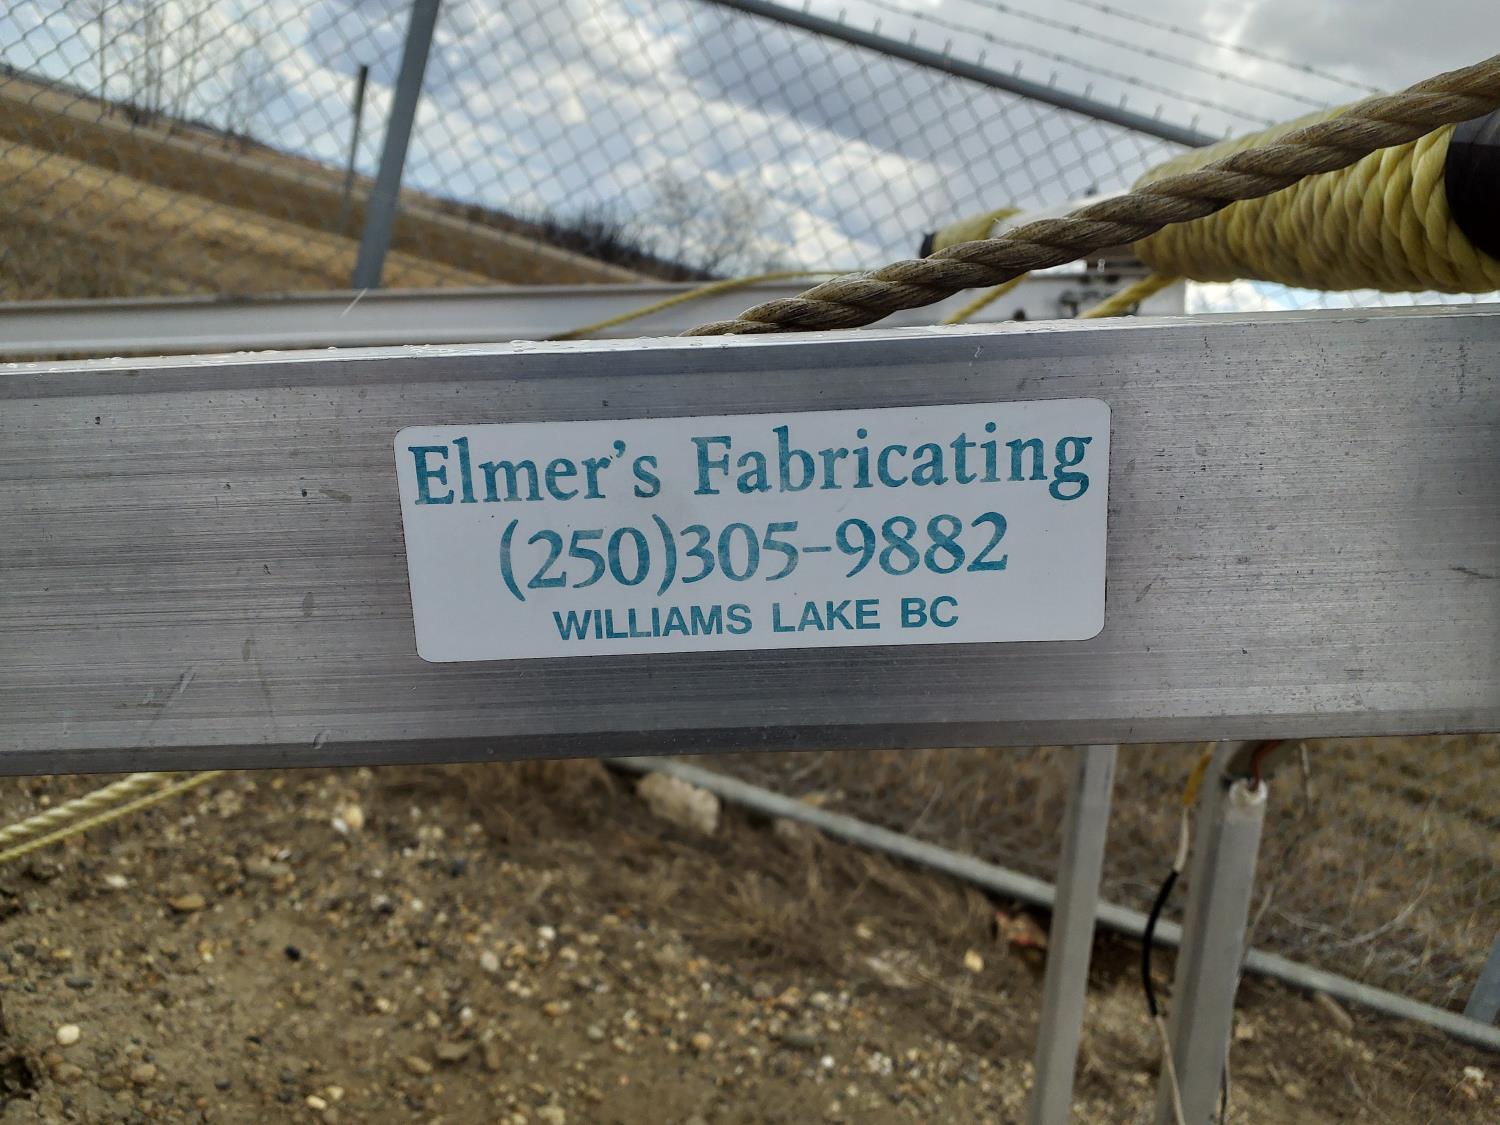 Elmer's Fabricating
(250)305-9882
WILLIAMS LAKE BC